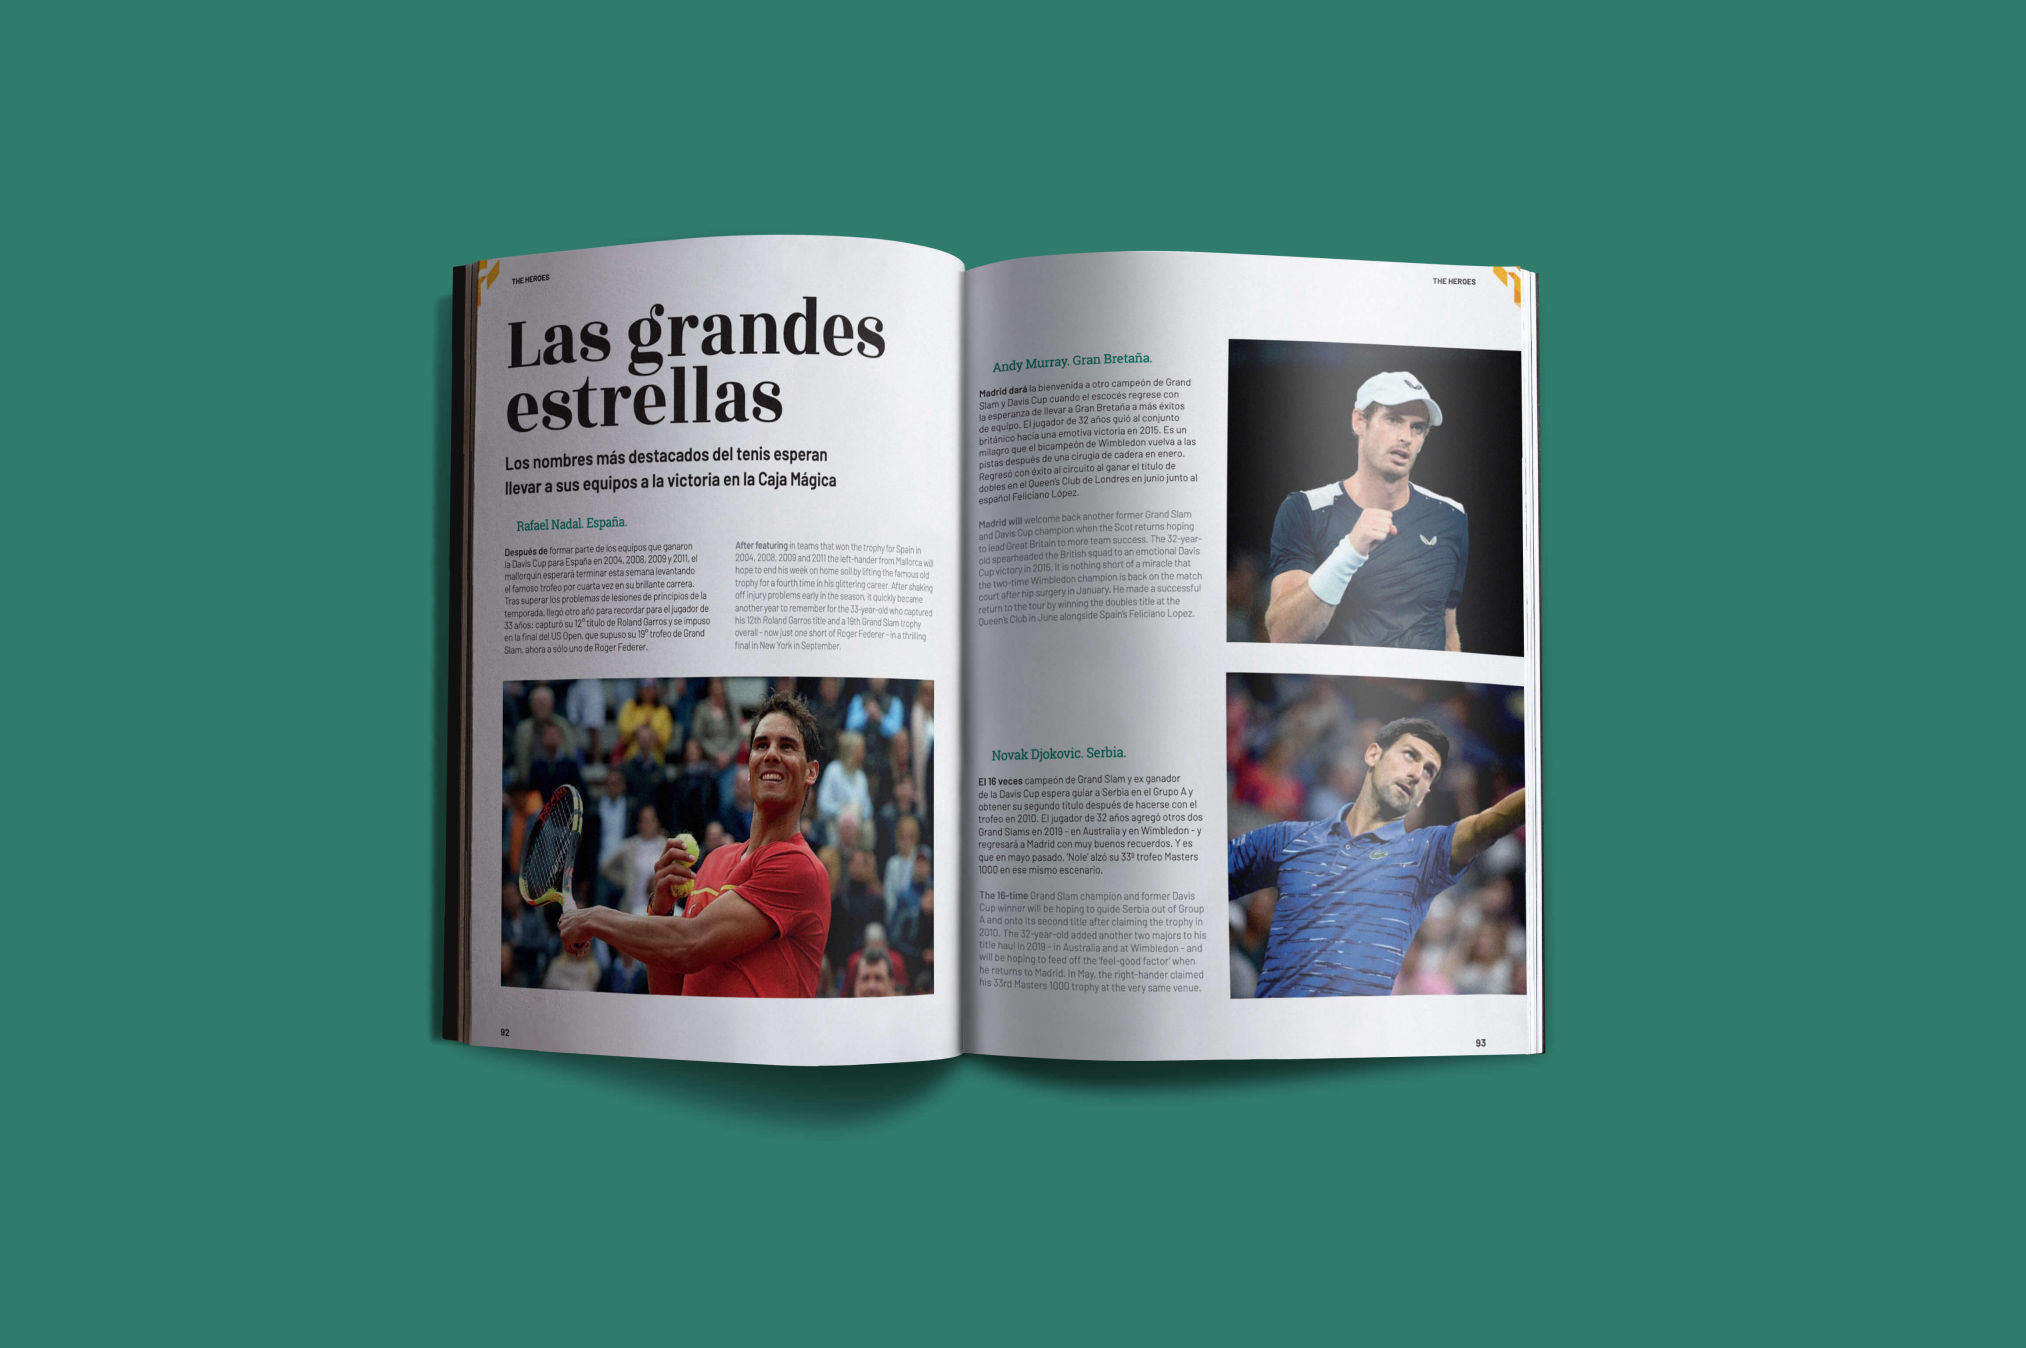 THE HEROES
Las grandes
estrellas
Los nombres más destacados del tenis esperan
llevar a sus equipos a la victoria en la Caja Mágica
Rafael Nadal. España.
Después de formar parte de los equipos que ganaron
la Davis Cup para España en 2004, 2008, 2009 y 2011, el
mallorquín esperará terminar esta semana levantando
el famoso trofeo por cuarta vez en su brillante carrera.
Tras superar los problemas de lesiones de principios de la
temporada, llegó otro año para recordar para el jugador de
33 años: capturó su 12º título de Roland Garros y se impuso
en la final del US Open, que supuso su 19º trofeo de Grand
Slam, ahora a sólo uno de Roger Federer.
After featuring in teams that won the trophy for Spain in
2004, 2008, 2009 and 2011 the left-hander from Mallorca will
hope to end his week on home soil by lifting the famous old
trophy for a fourth time in his glittering career. After shaking
off injury problems early in the season, it quickly became
another year to remember for the 33-year-old who captured
his 12th Roland Garros title and a 19th Grand Slam trophy
overall - now just one short of Roger Federer - in a thrilling
final in New York in September.
92
THE HEROES
Andy Murray. Gran Bretaña.
Madrid dará la bienvenida a otro campeón de Grand
Slam y Davis Cup cuando el escocés regrese con
la esperanza de llevar a Gran Bretaña a más éxitos
de equipo. El jugador de 32 años guió al conjunto
británico hacia una emotiva victoria en 2015. Es un
milagro que el bicampeón de Wimbledon vuelva a las
pistas después de una cirugía de cadera en enero.
Regresó con éxito al circuito al ganar el título de
dobles en el Queen's Club de Londres en junio junto al
español Feliciano López.
Madrid will welcome back another former Grand Slam
and Davis Cup champion when the Scot returns hoping
to lead Great Britain to more team success. The 32-year-
old spearheaded the British squad to an emotional Davis
Cup victory in 2015. It is nothing short of a miracle that
the two-time Wimbledon champion is back on the match
court after hip surgery in January. He made a successful
return to the tour by winning the doubles title at the
Queen's Club in June alongside Spain's Feliciano Lopez.
Novak Djokovic. Serbia.
El 16 veces campeón de Grand Slam y ex ganador
de la Davis Cup espera guiar a Serbia en el Grupo A y
obtener su segundo título después de hacerse con el
trofeo en 2010. El jugador de 32 años agregó otros dos
Grand Slams en 2019 - en Australia y en Wimbledon - y
regresará a Madrid con muy buenos recuerdos. Y es
que en mayo pasado, 'Nole' alzó su 33º trofeo Masters
1000 en ese mismo escenario.
The 16-time Grand Slam champion and former Davis
Cup winner will be hoping to guide Serbia out of Group
A and onto its second title after claiming the trophy in
2010. The 32-year-old added another two majors to his
title haul in 2019 - in Australia and at Wimbledon - and
will be hoping to feed off the 'feel-good factor' when
he returns to Madrid. In May, the right-hander claimed
his 33rd Masters 1000 trophy at the very same venue.
93